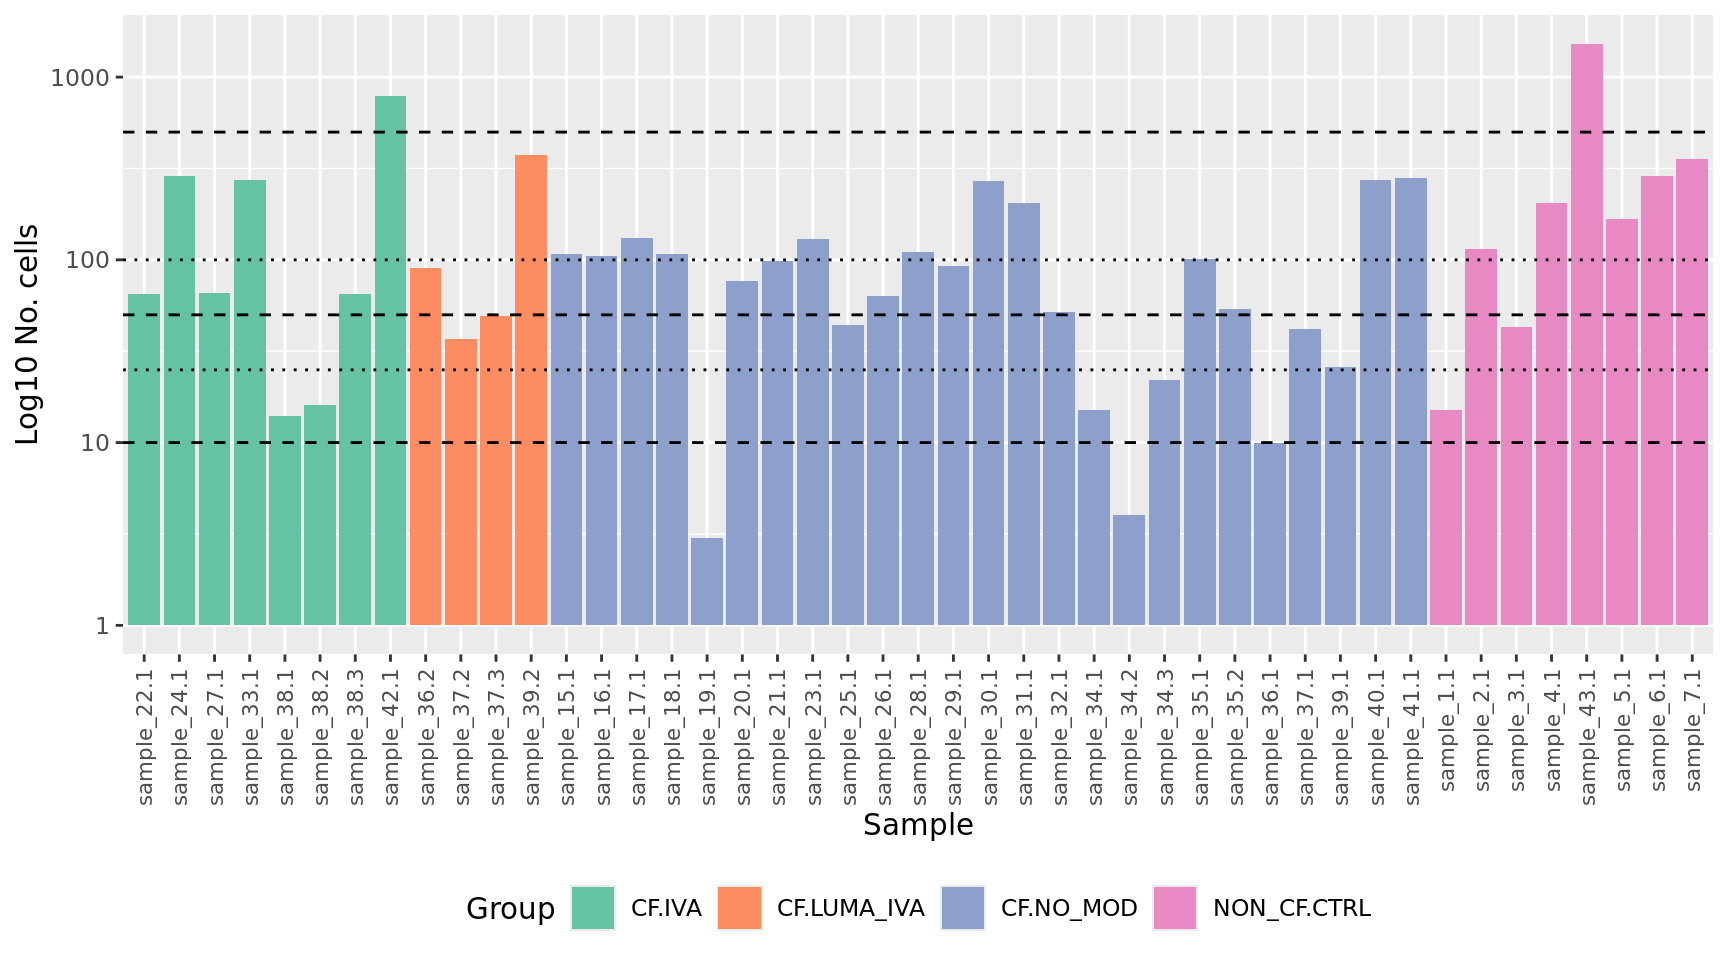 Log10 No. cells
1000
100
10
1
sample_22.1
sample_24.1
sample_27.1
sample_33.1
sample_38.1
sample_38.2
sample_38.3
sample_42.1
sample_36.2
sample_37.2
sample_37.3
sample_39.2
sample_15.1
sample_16.1
sample_17.1
sample_18.1
sample_19.1
sample_20.1
sample_21.1
sample_23.1
sample_25.1
sample_26.1
sample_28.1
sample_29.1
sample_30.1
sample_31.1
sample_32.1
sample_34.1
sample_34.2
sample_34.3
sample_35.1
sample_35.2
sample_36.1
sample_37.1
sample_39.1
sample_40.1
sample_41.1
sample_1.1
sample_2.1
sample_3.1
sample_4.1
sample_43.1
sample_5.1
sample_6.1
sample_7.1
Sample
Group CF.IVA CF.LUMA_IVA CF.NO_MOD NON_CF.CTRL